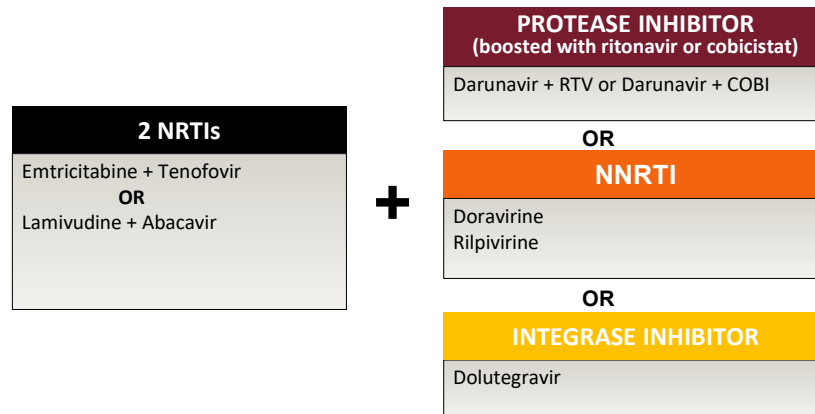 2 NRTIs
Emtricitabine + Tenofovir
OR
Lamivudine + Abacavir
+
PROTEASE INHIBITOR
(boosted with ritonavir or cobicistat)
Darunavir + RTV or Darunavir + COBI
OR
NNRTI
Doravirine
Rilpivirine
OR
INTEGRASE INHIBITOR
Dolutegravir